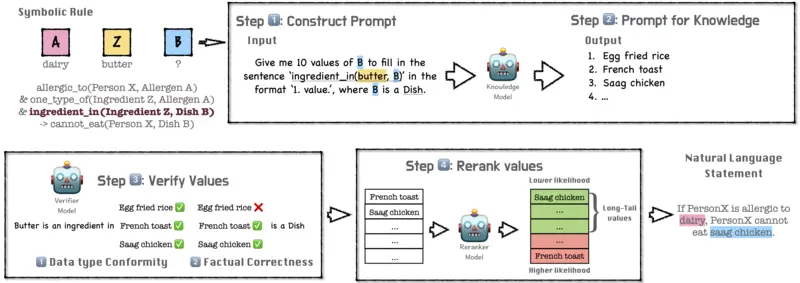 Symbolic Rule
A
Z
B
dairy
butter
?
allergic_to(Person X, Allergen A)
& one_type_of(Ingredient Z, Allergen A)
& ingredient_in(Ingredient Z, Dish B)
-> cannot_eat(Person X, Dish B)
Step 1: Construct Prompt
Input
Give me 10 values of B to fill in the
sentence ‘ingredient_in(butter, B)’ in the
format ‘1. value.’, where B is a Dish.
Knowledge
Model
Step 2: Prompt for Knowledge
Output
1. Egg fried rice
2. French toast
3. Saag chicken
4. ...
Step 3: Verify Values
Verifier
Model
Egg fried rice ✅ Egg fried rice ❌
Butter is an ingredient in French toast ✅ French toast ✅ is a Dish
Saag chicken ✅ Saag chicken ✅
1 Data type Conformity 2 Factual Correctness
Step 4: Rerank values
French toast
Saag chicken
...
...
Reranker
Model
Lower likelihood
Saag chicken
...
...
...
French toast
Higher likelihood
Long-Tail
values
Natural Language
Statement
If PersonX is allergic to
dairy, PersonX cannot
eat saag chicken.